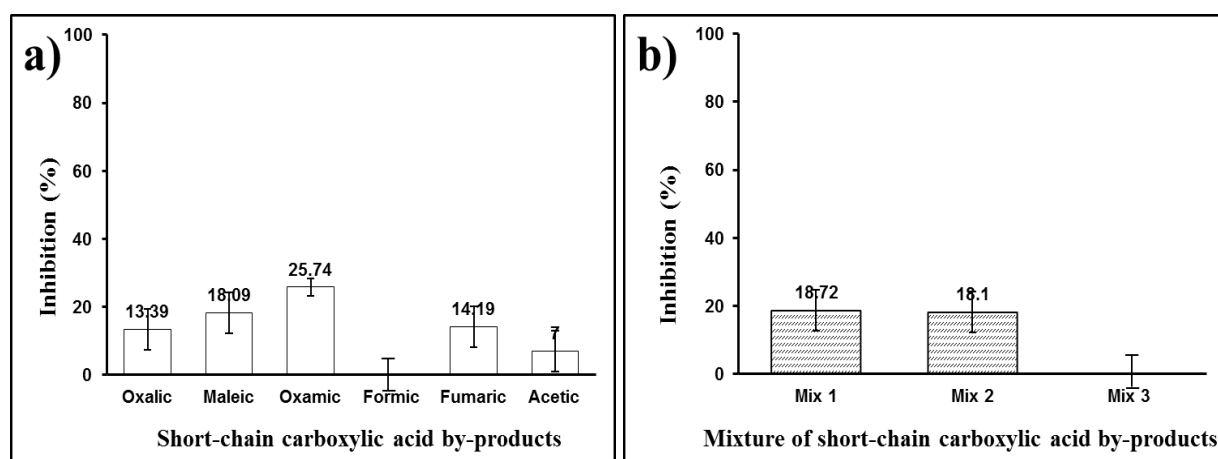 a)
Inhibition (%)
100
80
60
40
20
0
13.39
18.09
25.74
14.19
7
Oxalic Maleic Oxamic Formic Fumaric Acetic
Short-chain carboxylic acid by-products
b)
Inhibition (%)
100
80
60
40
20
0
18.72
18.1
Mix 1 Mix 2 Mix 3
Mixture of short-chain carboxylic acid by-products